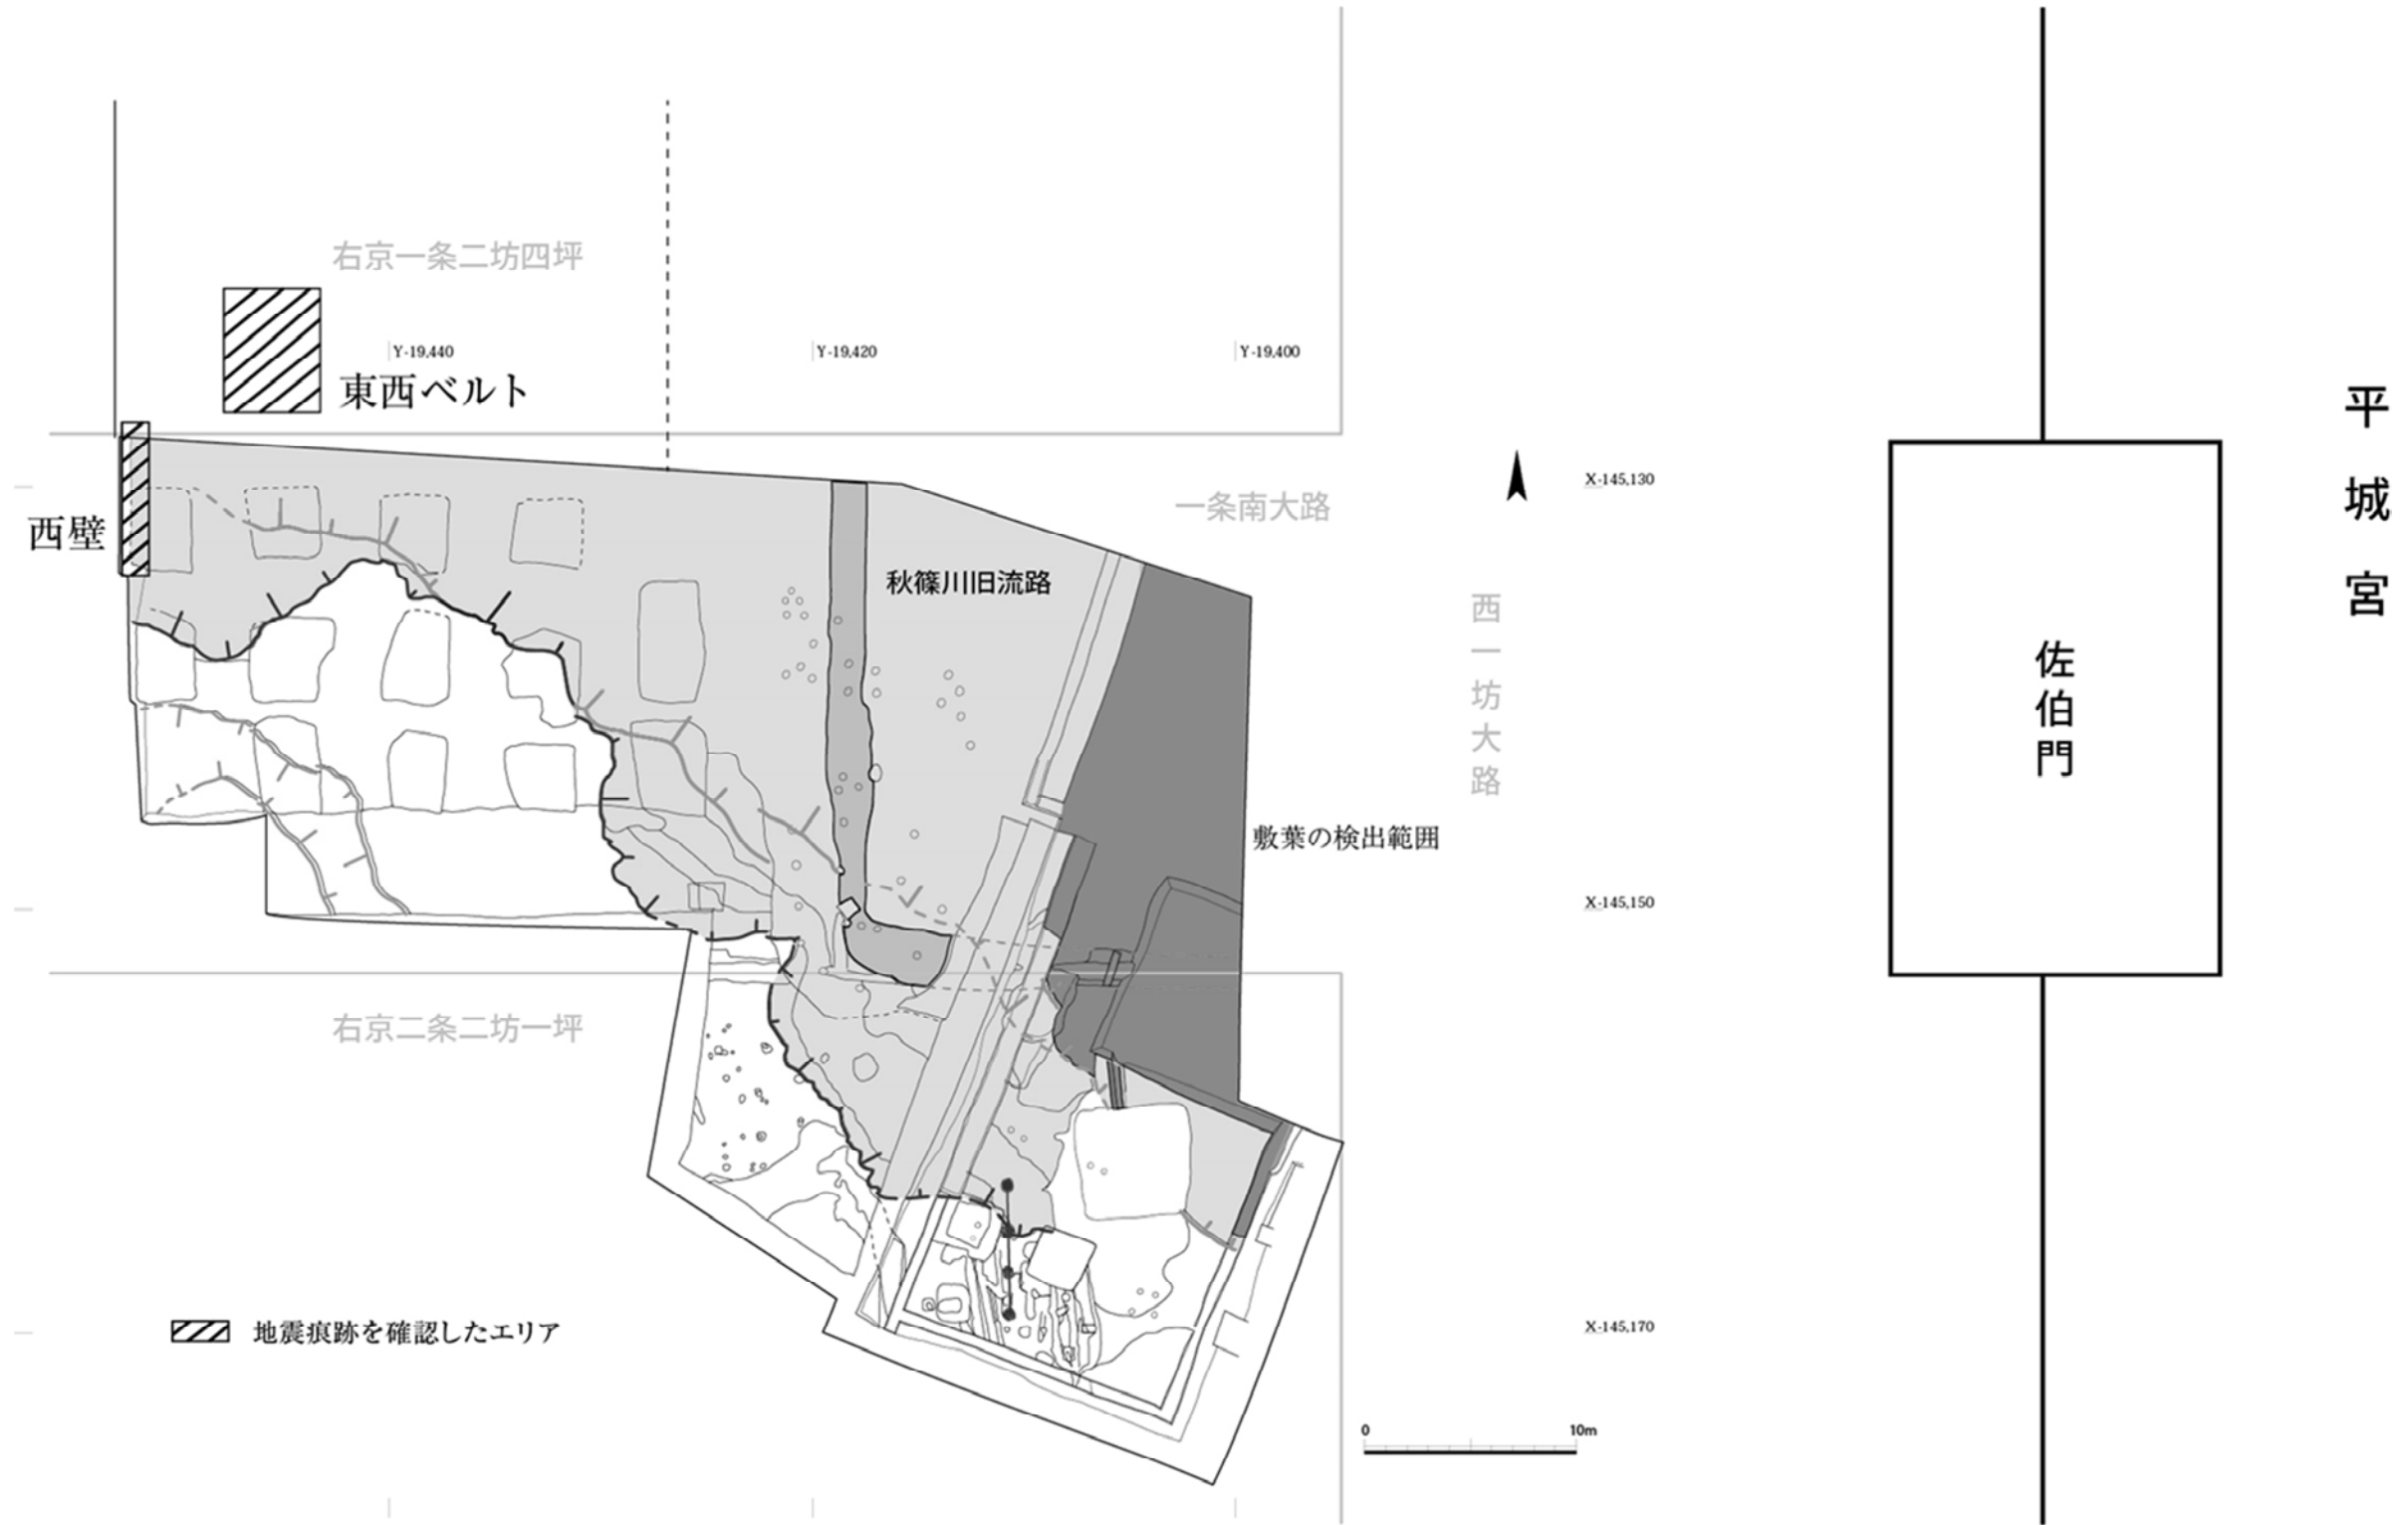 右京一条二坊四坪
Y-19,440
Y-19,420
Y-19,400
東西ベルト
平城宮
X-145,130
一条南大路
西壁
秋篠川旧流路
西一坊大路
佐伯門
敷葉の検出範囲
X-145,150
右京二条二坊一坪
地震痕跡を確認したエリア
X-145,170
0 10m